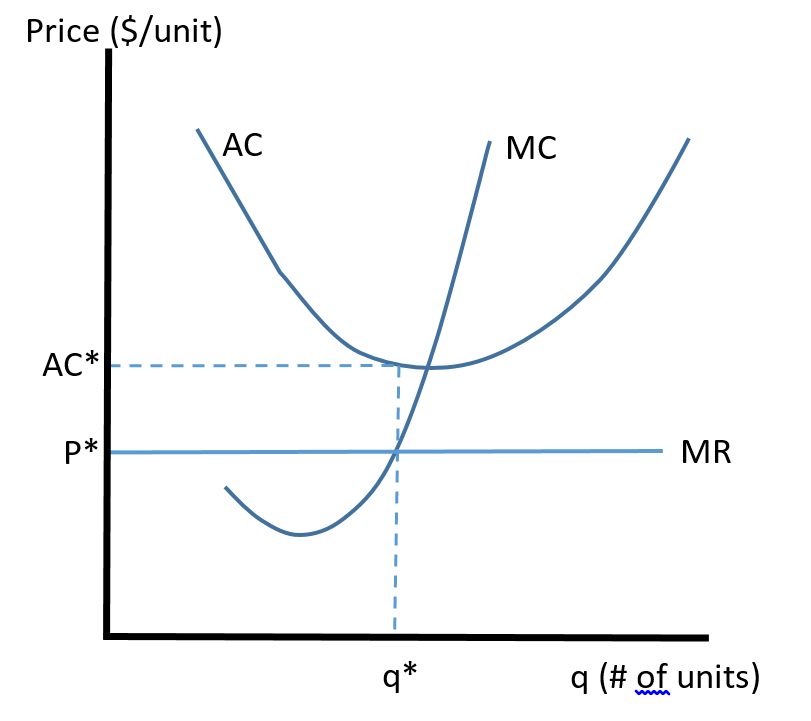 Price ($/unit)
AC
MC
AC*
P*
MR
q*
q (# of units)